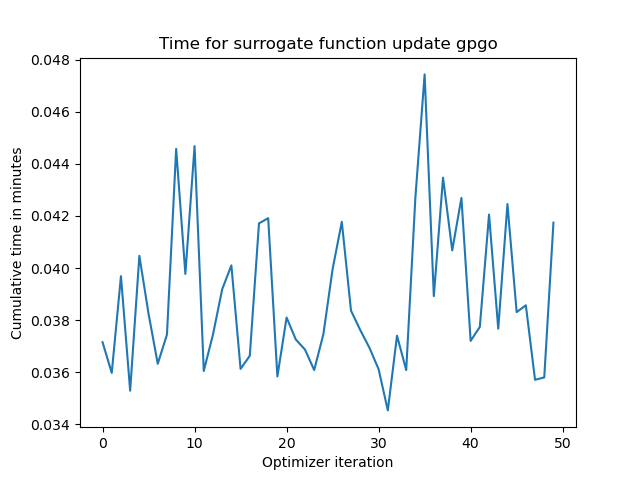 Time for surrogate function update gpgo
0.048
0.046
0.044
0.042
0.040
0.038
0.036
0.034
Cumulative time in minutes
0 10 20 30 40 50
Optimizer iteration